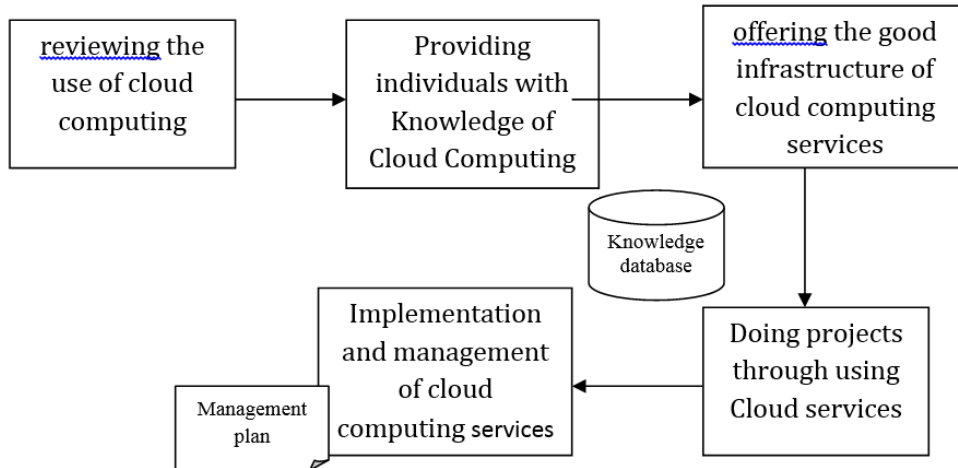 reviewing the
use of cloud
computing
Providing
individuals with
Knowledge of
Cloud Computing
offering the good
infrastructure of
cloud computing
services
Knowledge
database
Doing projects
through using
Cloud services
Implementation
and management
of cloud
computing services
Management
plan